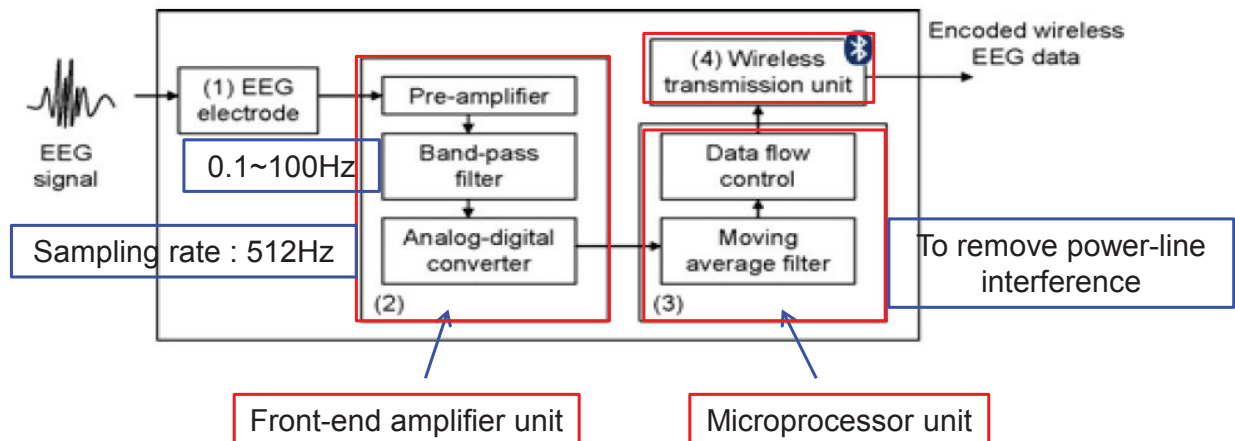 EEG
signal
(1) EEG
electrode
Pre-amplifier
0.1~100Hz
Band-pass
filter
Sampling rate : 512Hz
Analog-digital
converter
(2)
(4) Wireless
transmission unit
Encoded wireless
EEG data
Data flow
control
Moving
average filter
(3)
To remove power-line
interference
Front-end amplifier unit
Microprocessor unit